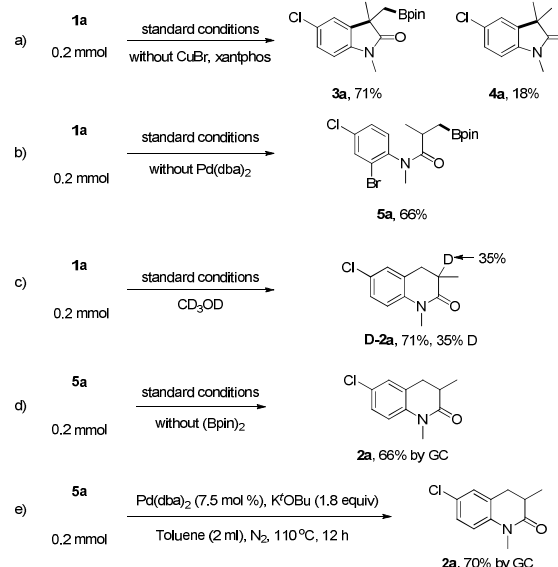 a)
1a
0.2 mmol
standard conditions
without CuBr, xantphos
Cl
Bpin
O
N
3a, 71%
Cl
N
4a, 18%
b)
1a
0.2 mmol
standard conditions
without Pd(dba)2
Cl
Bpin
N
O
Br
5a, 66%
c)
1a
0.2 mmol
standard conditions
CD3OD
D
35%
Cl
N
O
D-2a, 71%, 35% D
d)
5a
0.2 mmol
standard conditions
without (Bpin)2
Cl
N
O
2a, 66% by GC
e)
5a
0.2 mmol
Pd(dba)2 (7.5 mol %), KtOBu (1.8 equiv)
Toluene (2 ml), N2, 110 oC, 12 h
Cl
N
O
2a, 70% by GC